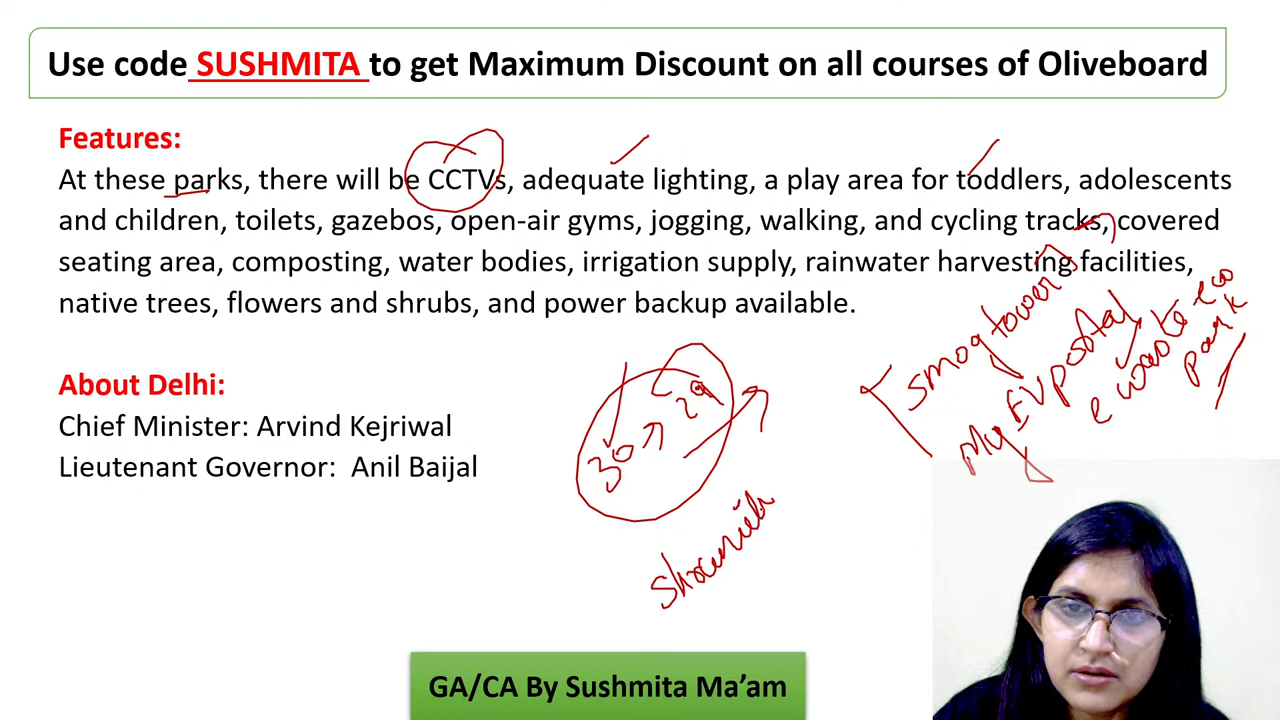 Use code SUSHMITA to get Maximum Discount on all courses of Oliveboard
Features:
At these parks, there will be CCTVs, adequate lighting, a play area for toddlers, adolescents
and children, toilets, gazebos, open-air gyms, jogging, walking, and cycling tracks, covered
seating area, composting, water bodies, irrigation supply, rainwater harvesting facilities,
native trees, flowers and shrubs, and power backup available.
About Delhi:
Chief Minister: Arvind Kejriwal
Lieutenant Governor: Anil Baijal
30 29
smog tower
My EV postal
e waste eco
park
GA/CA By Sushmita Ma’am